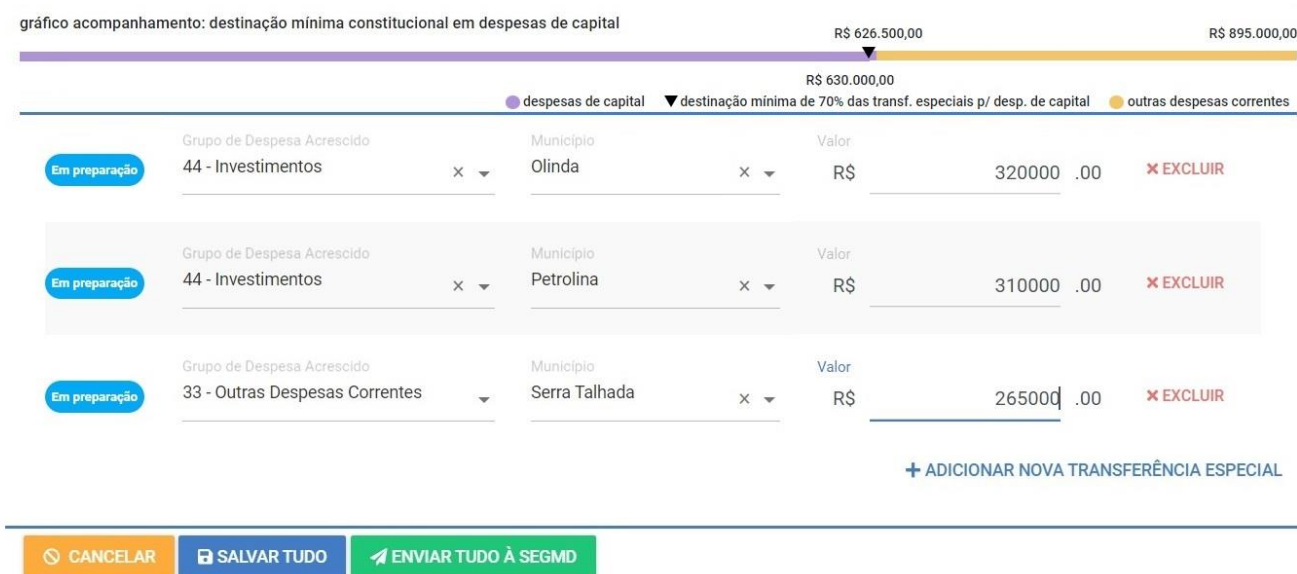 gráfico acompanhamento: destinação mínima constitucional em despesas de capital
R$ 626.500,00 R$ 895.000,00
R$ 630.000,00
despesas de capital destinação mínima de 70% das transf. especiais p/ desp. de capital outras despesas correntes
Grupo de Despesa Acrescido Município Valor
Em preparação 44 - Investimentos Olinda R$ 320000 .00 EXCLUIR
Grupo de Despesa Acrescido Município Valor
Em preparação 44 - Investimentos Petrolina R$ 310000 .00 EXCLUIR
Grupo de Despesa Acrescido Município Valor
Em preparação 33 - Outras Despesas Correntes Serra Talhada R$ 265000 .00 EXCLUIR
+ ADICIONAR NOVA TRANSFERÊNCIA ESPECIAL
CANCELAR SALVAR TUDO ENVIAR TUDO À SEGMD